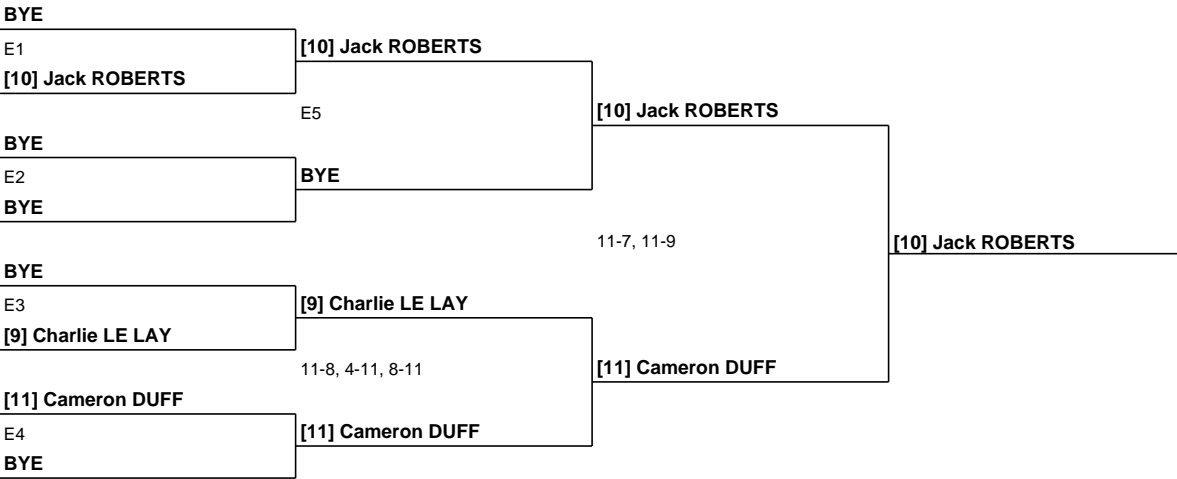 BYE
E1
[10] Jack ROBERTS
BYE
E2
BYE
BYE
E3
[9] Charlie LE LAY
[11] Cameron DUFF
E4
BYE
[10] Jack ROBERTS
E5
BYE
[9] Charlie LE LAY
11-8, 4-11, 8-11
[11] Cameron DUFF
[10] Jack ROBERTS
11-7, 11-9
[11] Cameron DUFF
[10] Jack ROBERTS